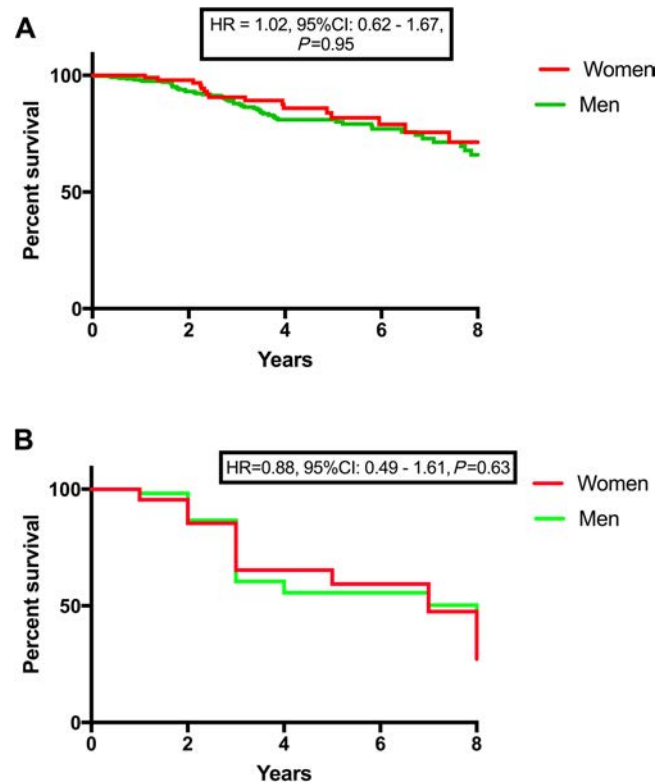 A
HR = 1.02, 95%CI: 0.62 - 1.67,
P=0.95
Women
Men
Percent survival
100
50
0
0 2 4 6 8
Years
B
HR=0.88, 95%CI: 0.49 - 1.61, P=0.63
Women
Men
Percent survival
100
50
0
0 2 4 6 8
Years